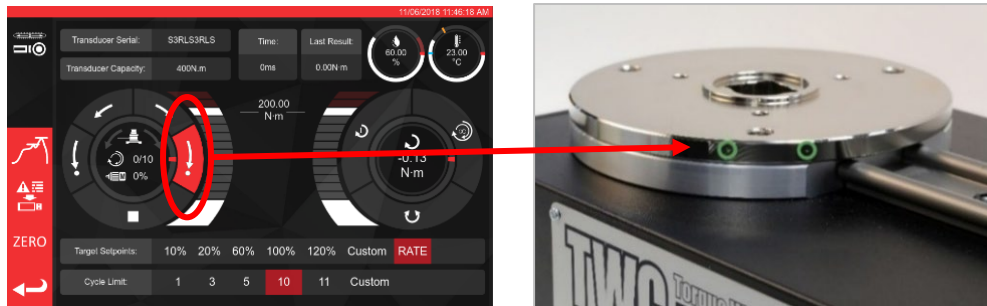 11/06/2018 11:46:18 AM
Transducer Serial: S3RLS3RLS Time: Last Result:
60.00 % 23.00 °C
Transducer Capacity: 400N.m 0ms 0.00N·m
200.00
N·m
0/10
0%
-0.13
N·m
ZERO
Target Setpoints: 10% 20% 60% 100% 120% Custom RATE
Cycle Limit: 1 3 5 10 11 Custom
TWC